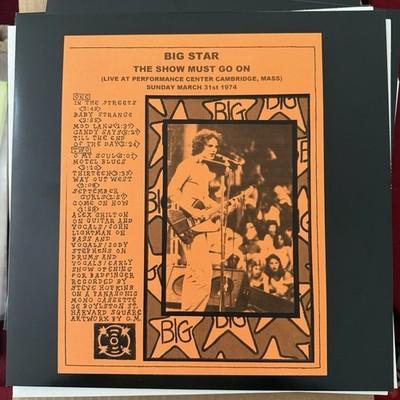 BIG STAR
THE SHOW MUST GO ON
(LIVE AT PERFORMANCE CENTER CAMBRIDGE, MASS)
SUNDAY MARCH 31st 1974
ONE
IN THE STREETS
BABY STRANGE
MOD LANG
CANDY SAYS
TILL THE END
OF THE DAY
TWO
O MY SOUL
MOTEL BLUES
THIRTEEN
WAY OUT WEST
SEPTEMBER
GURLS
COME ON NOW
ALEX CHILTON
ON GUITAR AND
VOCALS/JOHN
LIGHTMAN ON
BASS AND
VOCALS/JODY
STEPHENS ON
DRUMS AND
VOCALS/EARLY
SHOW OPENING
FOR BADFINGER
RECORDED BY
STEVE HOPKINS
ON A PANASONIC
MONO CASSETTE
56 BOYLSTON ST.
HARVARD SQUARE
ARTWORK BY O.M.
BIG
BIG
BIG
BIG